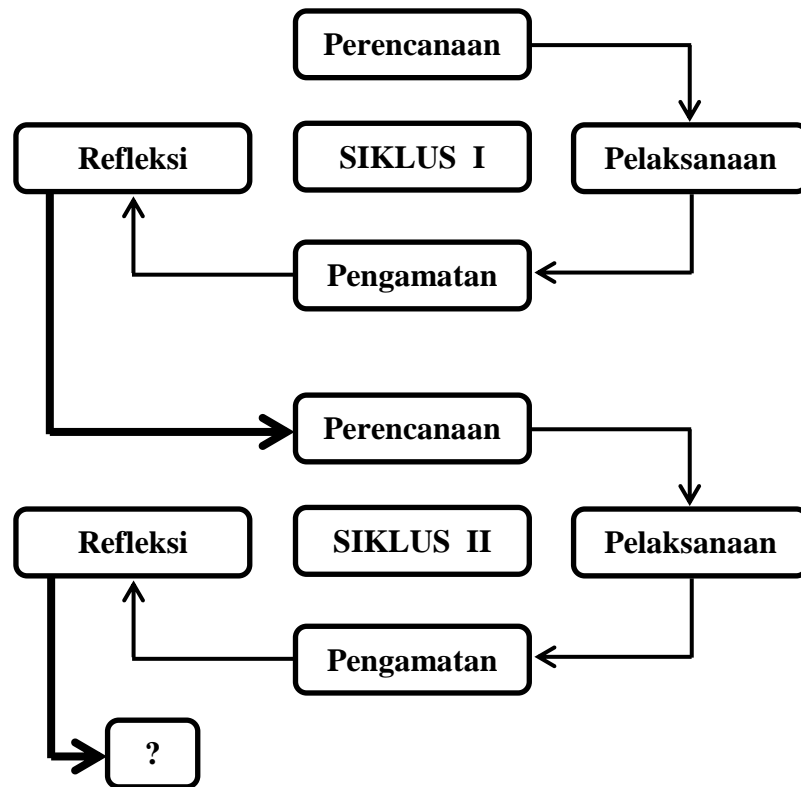 Perencanaan
Refleksi
SIKLUS I
Pelaksanaan
Pengamatan
Perencanaan
Refleksi
SIKLUS II
Pelaksanaan
Pengamatan
?